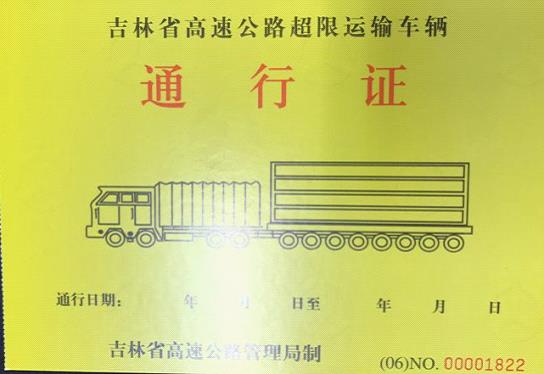 吉林省高速公路超限运输车辆
通行证
通行日期： 年 月 日至 年 月 日
吉林省高速公路管理局制
(06)NO. 00001822